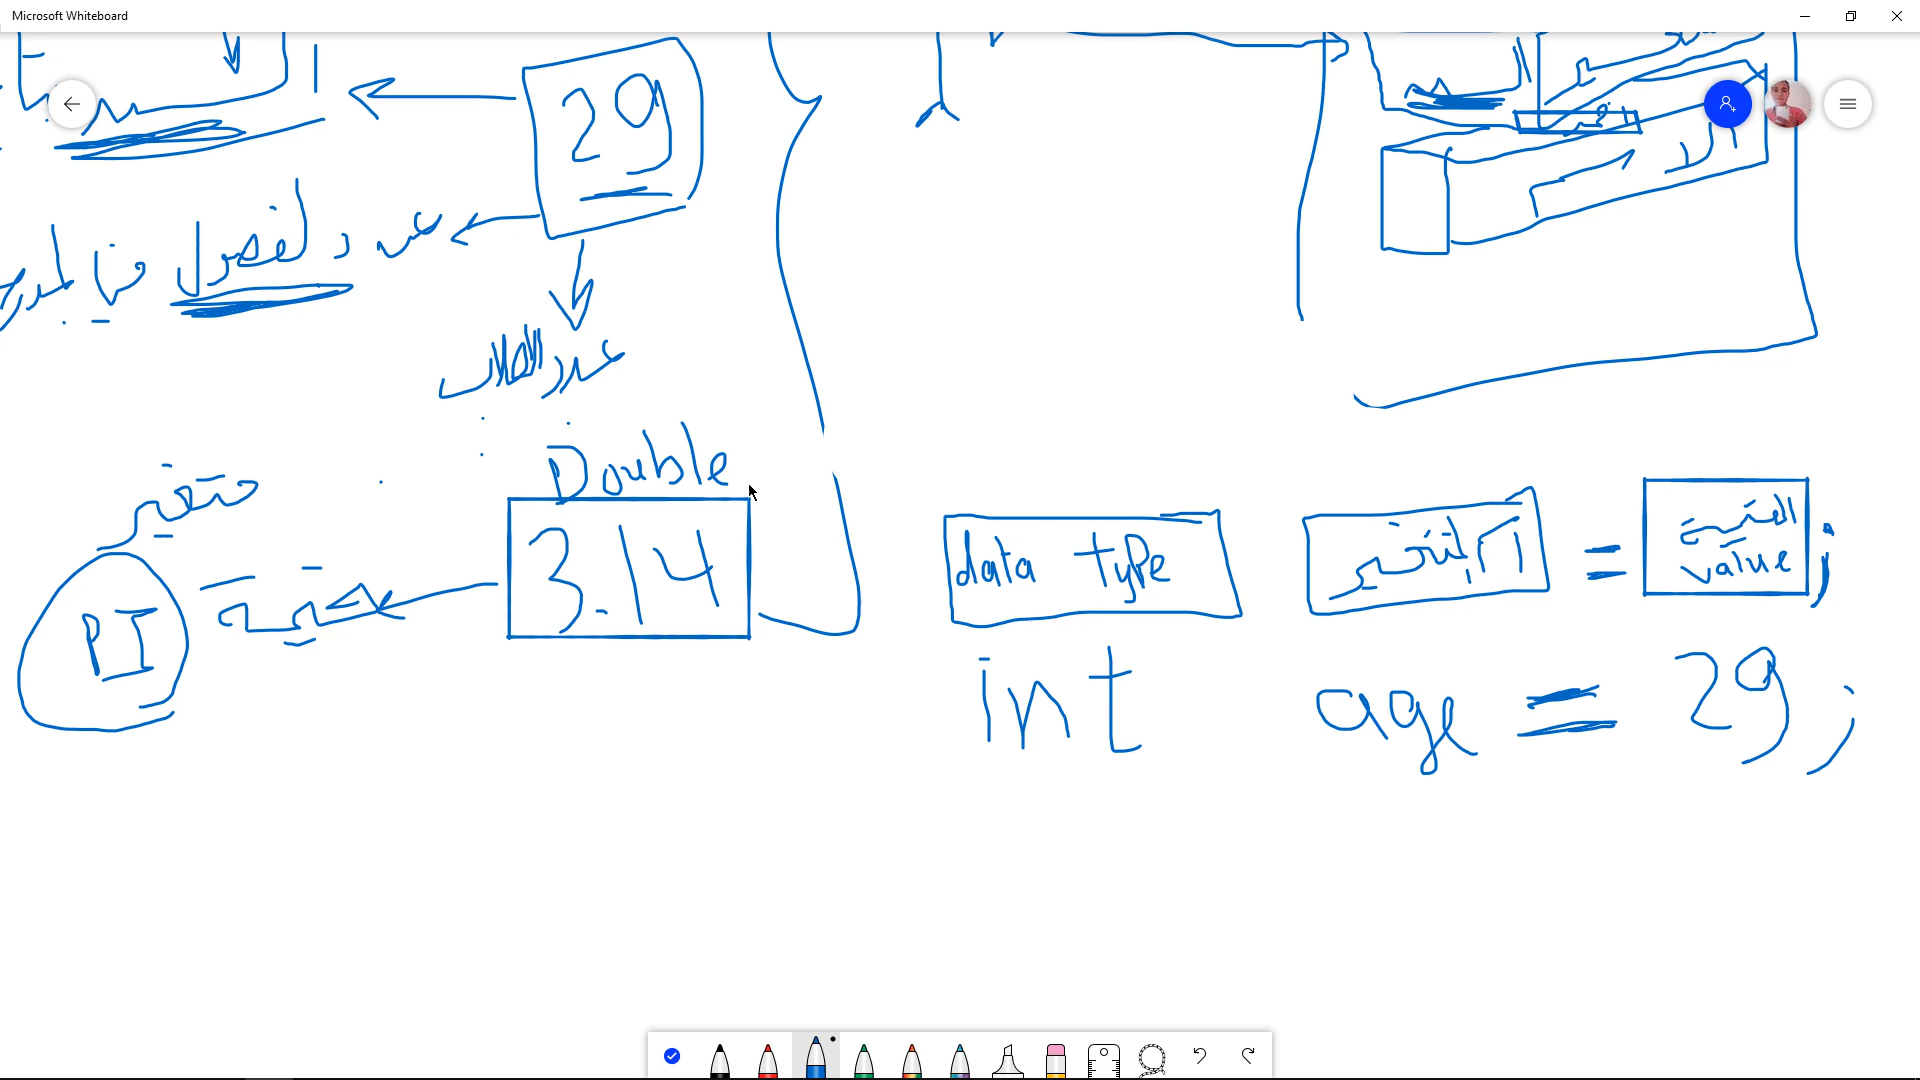 Microsoft Whiteboard
29
عدد الفصول
عدد الطلاب
Double
متغير
3.14
PI
قيمة
data type
اسم المتغير
=
القيمة
value
;
int age = 29;